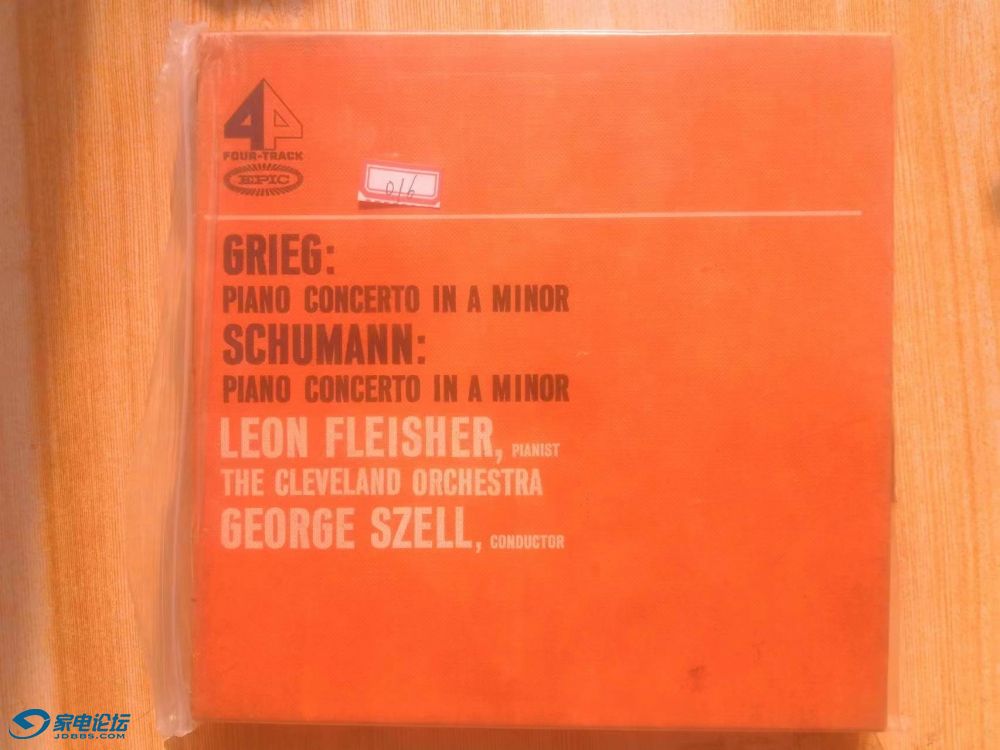 4
FOUR-TRACK
EPIC
016
GRIEG:
PIANO CONCERTO IN A MINOR
SCHUMANN:
PIANO CONCERTO IN A MINOR
LEON FLEISHER, PIANIST
THE CLEVELAND ORCHESTRA
GEORGE SZELL, CONDUCTOR
家电论坛
JDBBS.COM